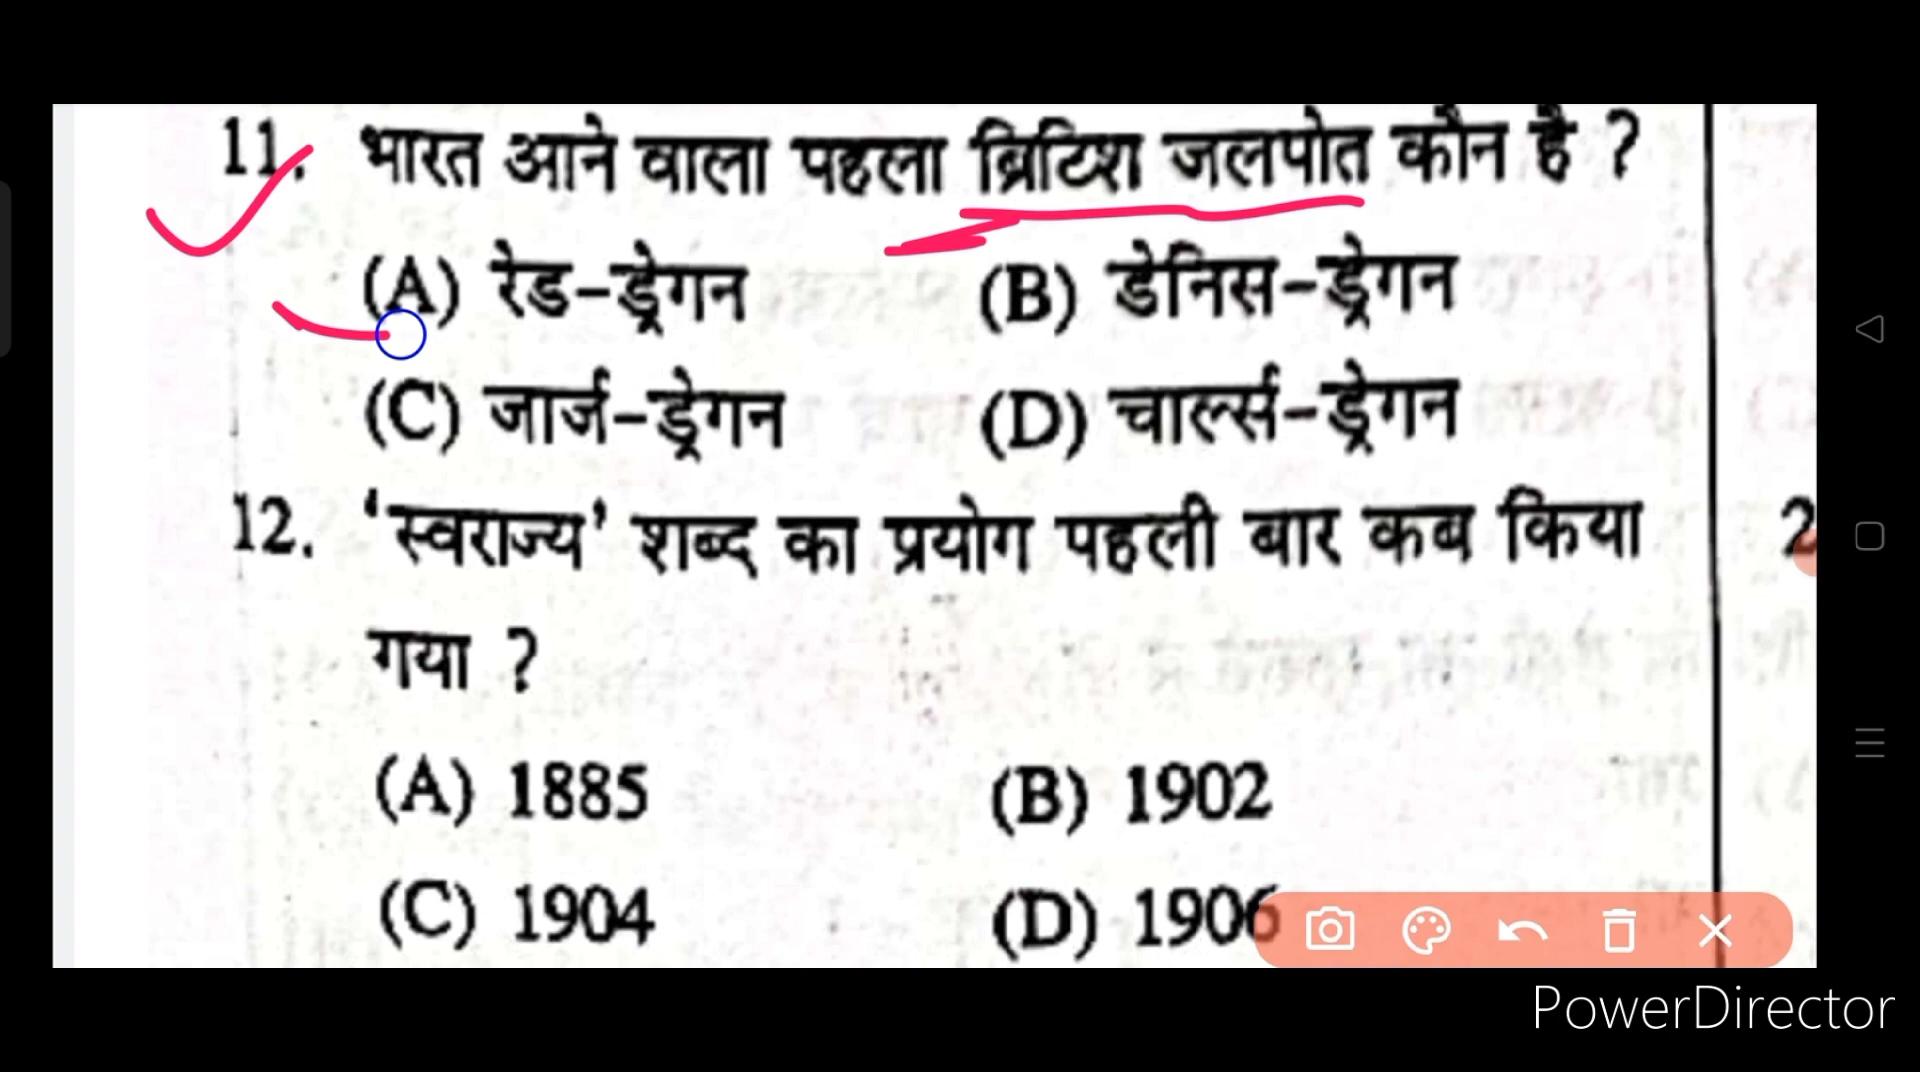 11. भारत आने वाला पहला ब्रिटिश जलपोत कौन है ?
(A) रेड-ड्रेगन (B) डेनिस-ड्रेगन
(C) जार्ज-ड्रेगन (D) चार्ल्स-ड्रेगन
12. 'स्वराज्य' शब्द का प्रयोग पहली बार कब किया
गया ?
(A) 1885 (B) 1902
(C) 1904 (D) 1906
PowerDirector